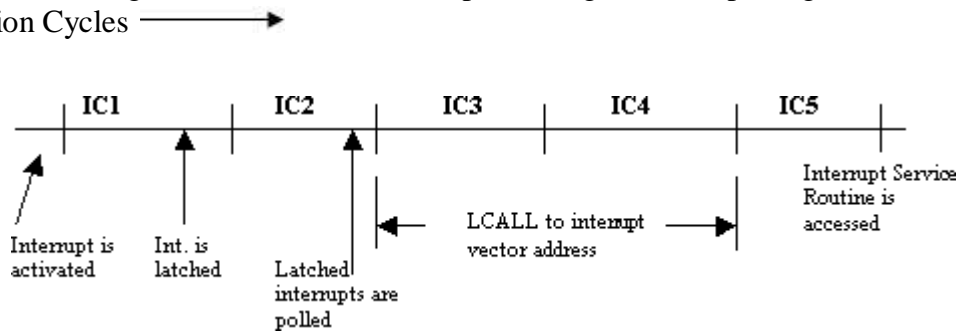 ion Cycles
IC1 IC2 IC3 IC4 IC5
Interrupt is
activated
Int. is
latched
Latched
interrupts are
polled
LCALL to interrupt
vector address
Interrupt Service
Routine is
accessed